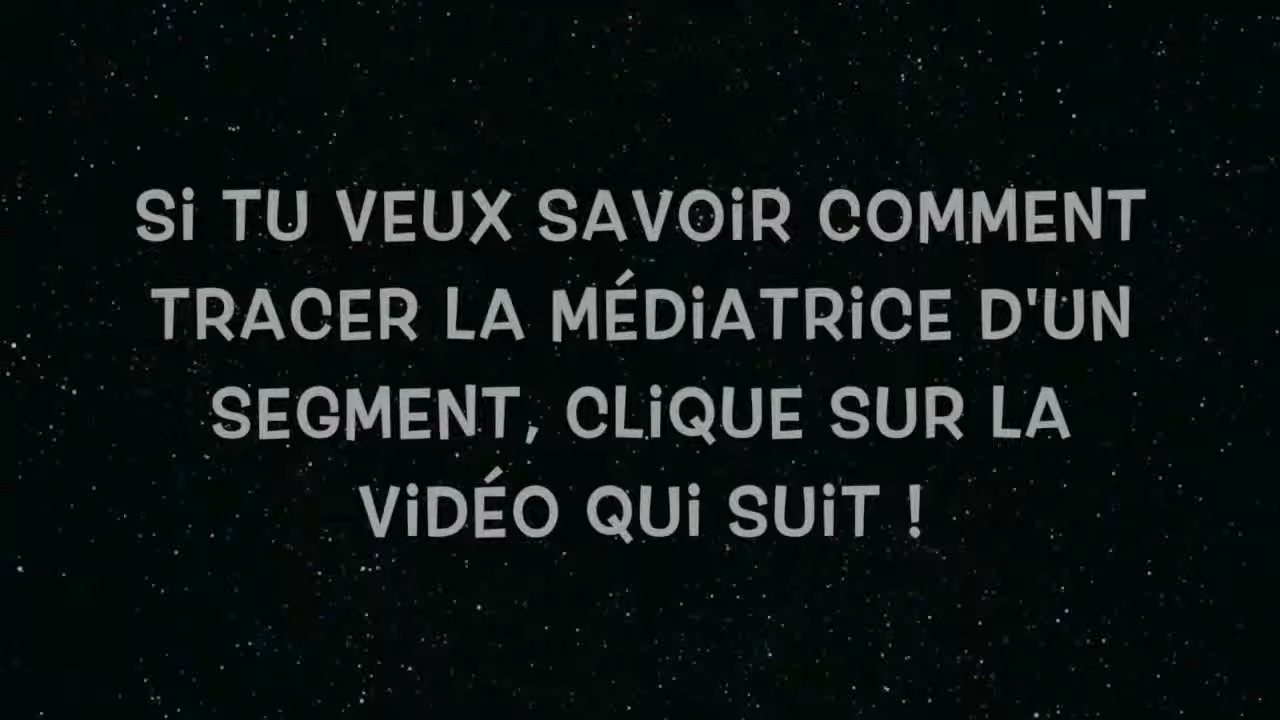 Si TU VEUX SAVOiR COMMENT
TRACER LA MÉDiATRiCE D'UN
SEGMENT, CLiQUE SUR LA
ViDÉO QUi SUiT !